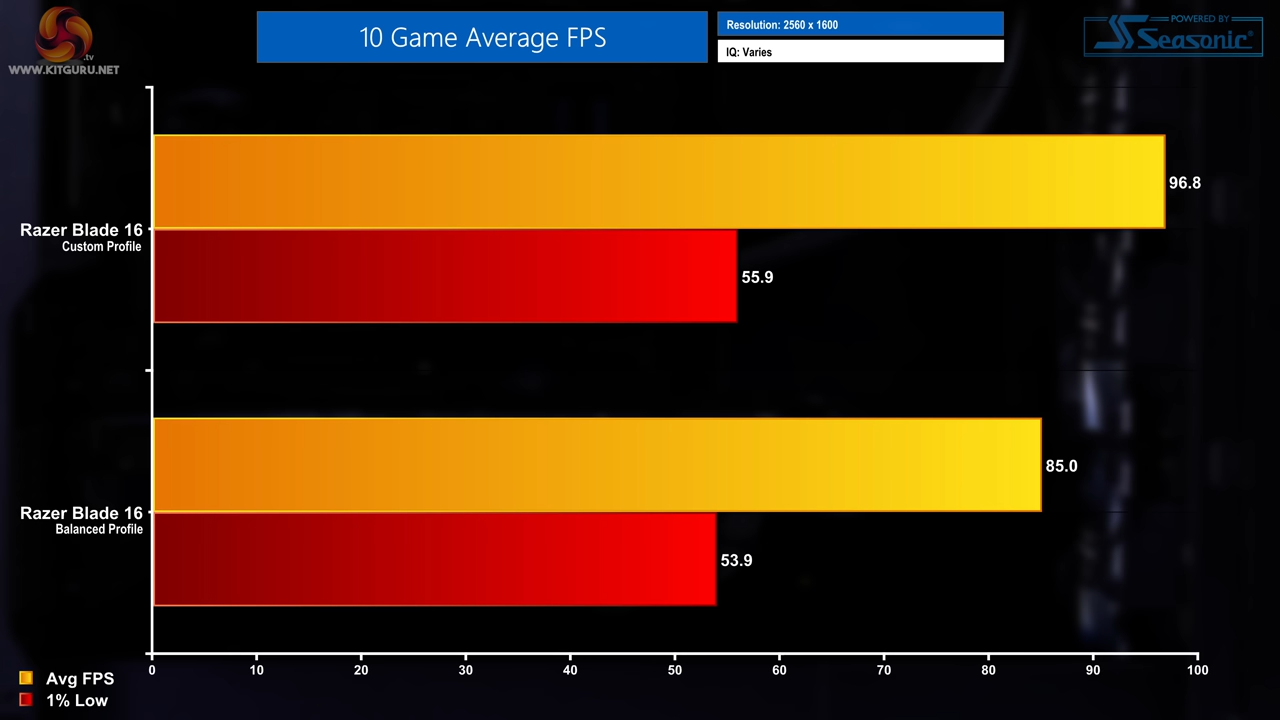 .tv
WWW.KITGURU.NET
10 Game Average FPS
Resolution: 2560 x 1600
IQ: Varies
POWERED BY
Seasonic®
Razer Blade 16
Custom Profile
96.8
55.9
Razer Blade 16
Balanced Profile
85.0
53.9
0 10 20 30 40 50 60 70 80 90 100
Avg FPS
1% Low